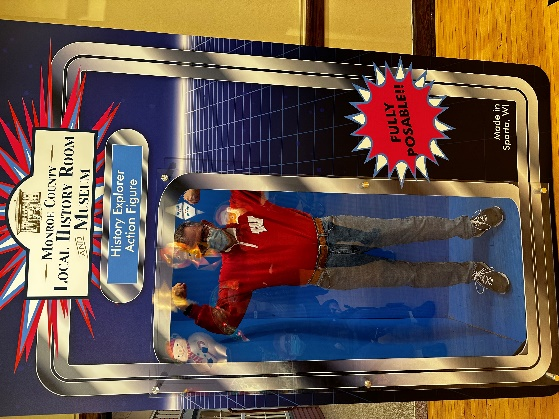 Monroe County
Local History Room
and
Museum
History Explorer
Action Figure
FULLY
POSABLE!!
Made in
Sparta, WI
W